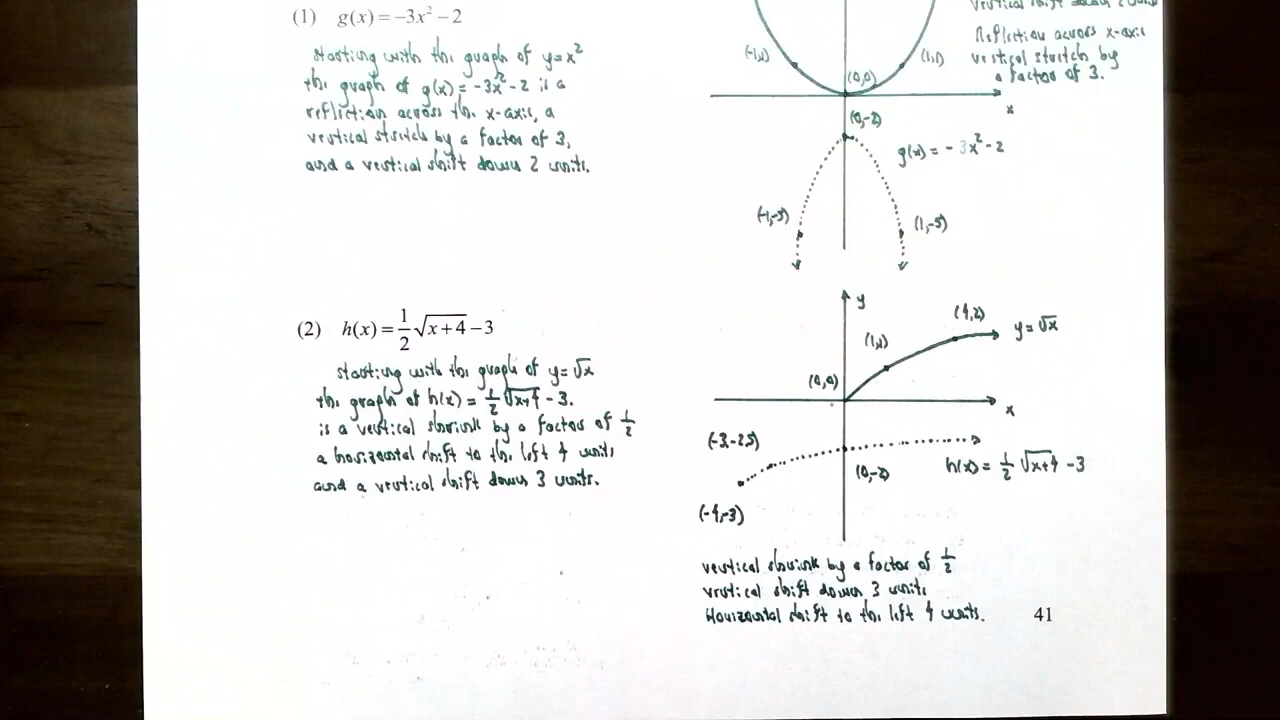 (1) g(x) = −3x² − 2
starting with the graph of y = x²
the graph of g(x) = −3x² − 2 is a
reflection across the x-axis, a
vertical stretch by a factor of 3,
and a vertical shift down 2 units.
vertical shift down 2 units
Reflection across x-axis
vertical stretch by
a factor of 3.
(-1,1)
(1,1)
(0,0)
x
(0,-2)
g(x) = -3x² - 2
(-1,-5)
(1,-5)
(2) h(x) = 1/2 √(x+4) − 3
starting with the graph of y = √x
the graph of h(x) = 1/2 √(x+4) - 3.
is a vertical shrink by a factor of 1/2
a horizontal shift to the left 4 units
and a vertical shift down 3 units.
y
(4,2)
y = √x
(1,1)
(0,0)
x
(-3,-2.5)
(0,-2)
h(x) = 1/2 √(x+4) - 3
(-4,-3)
vertical shrink by a factor of 1/2
vertical shift down 3 units
Horizontal shift to the left 4 units.
41